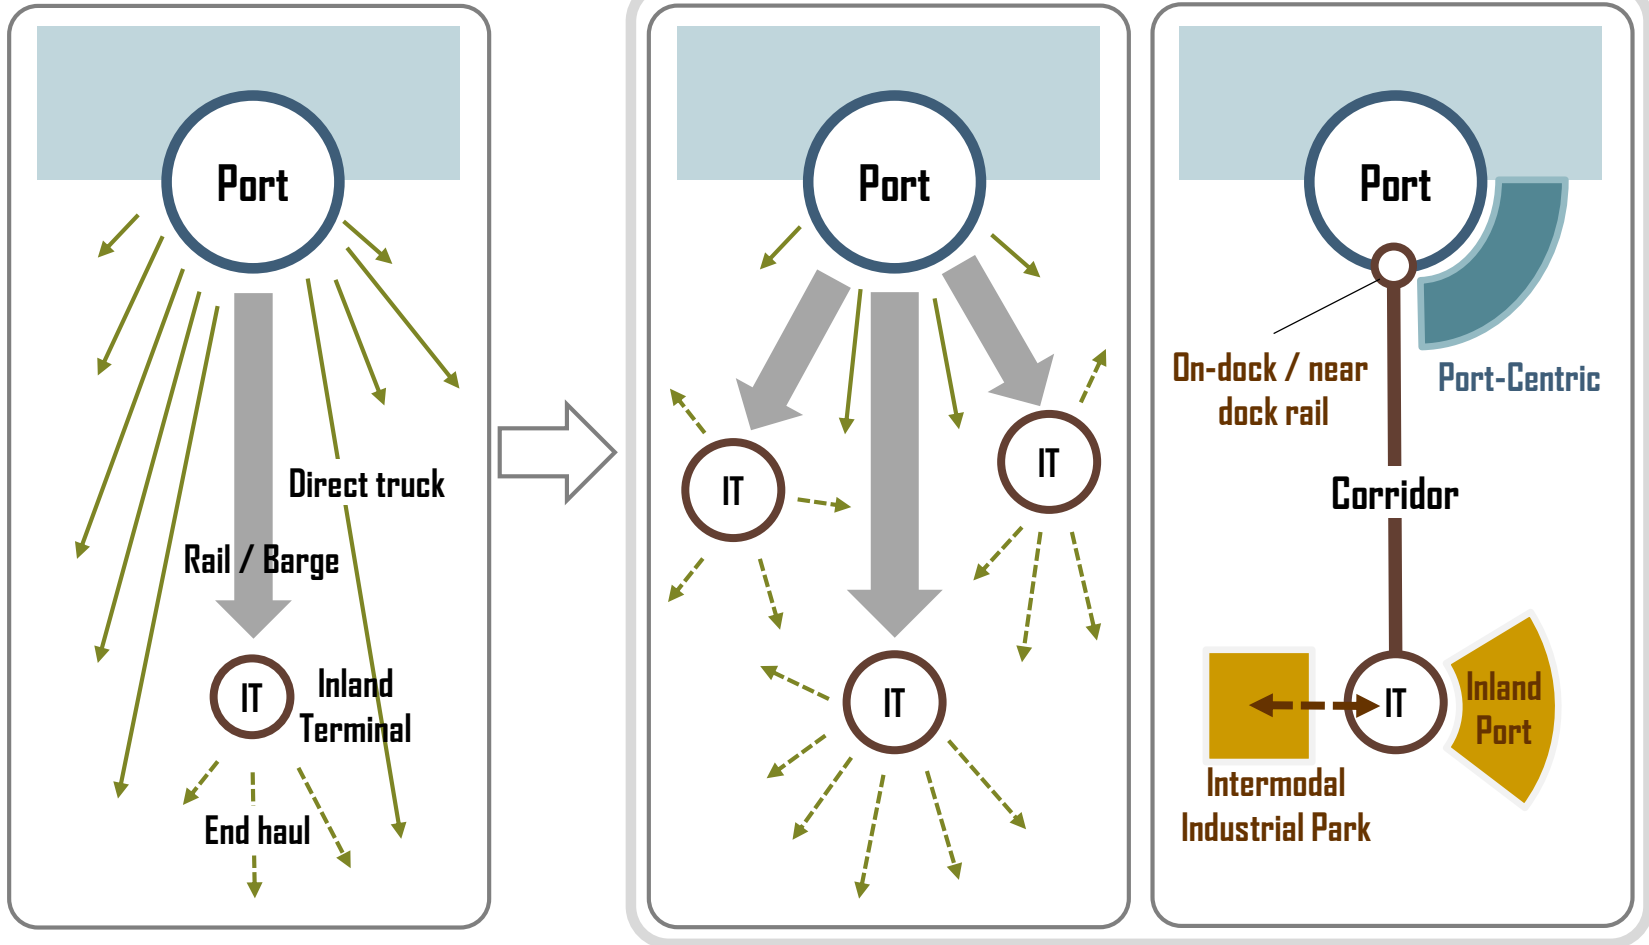 Port
Direct truck
Rail / Barge
IT
Inland
Terminal
End haul
Port
IT
IT
IT
Port
On-dock / near
dock rail
Port-Centric
Corridor
IT
Inland
Port
Intermodal
Industrial Park